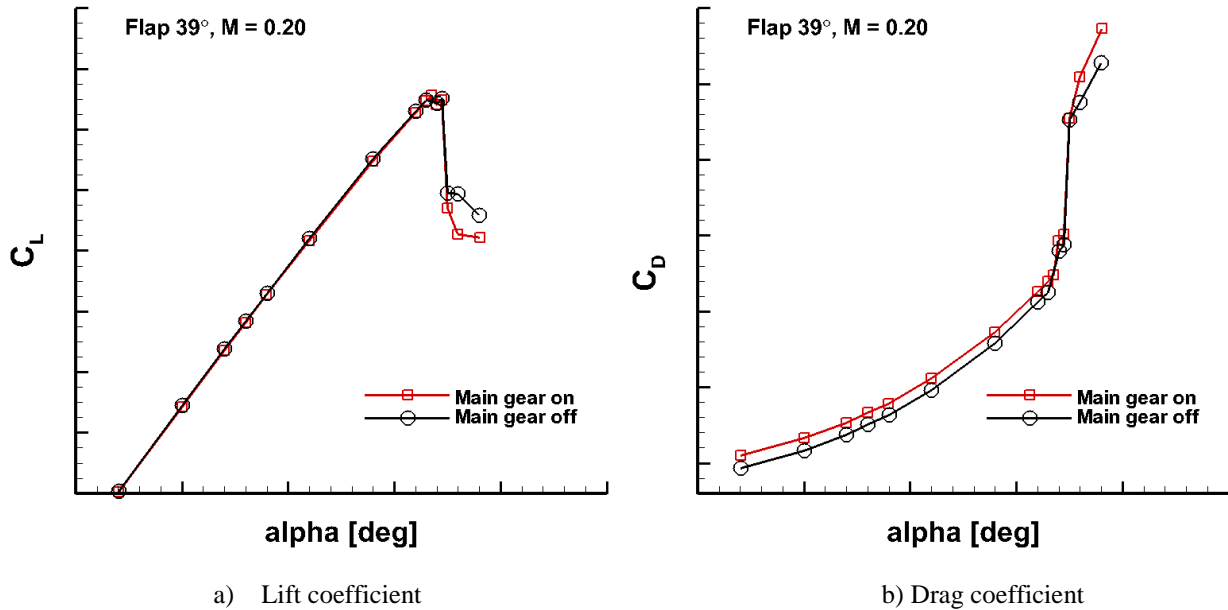 Flap 39°, M = 0.20
C_L
Main gear on
Main gear off
alpha [deg]
a) Lift coefficient
Flap 39°, M = 0.20
C_D
Main gear on
Main gear off
alpha [deg]
b) Drag coefficient